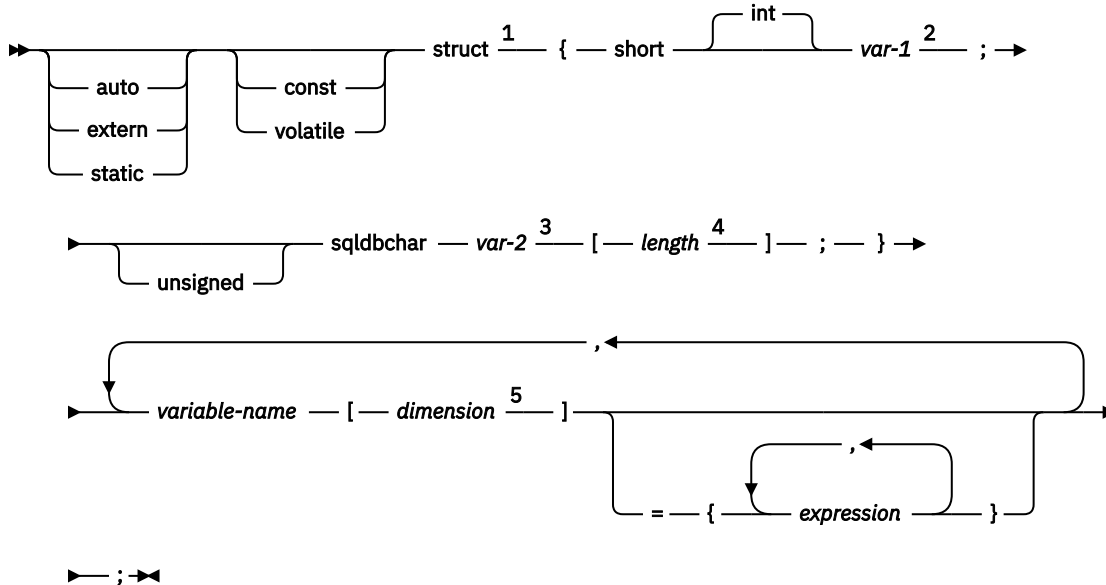 int
struct 1 { short var-1 2 ;
auto const
extern volatile
static
sqldbchar var-2 3 [ length 4 ] ; }
unsigned
,
variable-name [ dimension 5 ]
,
= { expression }
;